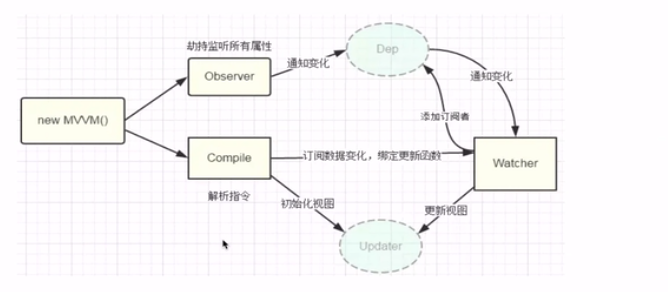 劫持监听所有属性
Observer
通知变化
Dep
通知变化
new MVVM()
添加订阅者
Compile
订阅数据变化，绑定更新函数
Watcher
解析指令
初始化视图
更新视图
Updater